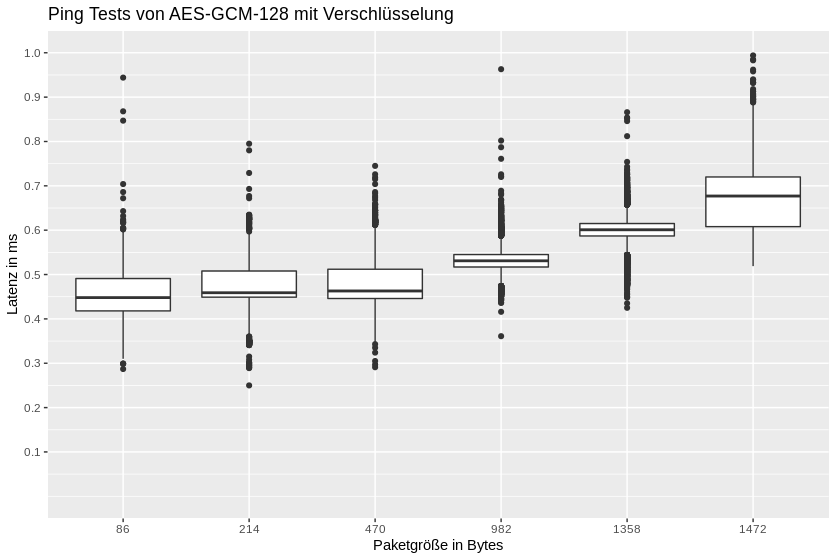 Ping Tests von AES-GCM-128 mit Verschlüsselung
Latenz in ms
1.0
0.9
0.8
0.7
0.6
0.5
0.4
0.3
0.2
0.1
86 214 470 982 1358 1472
Paketgröße in Bytes